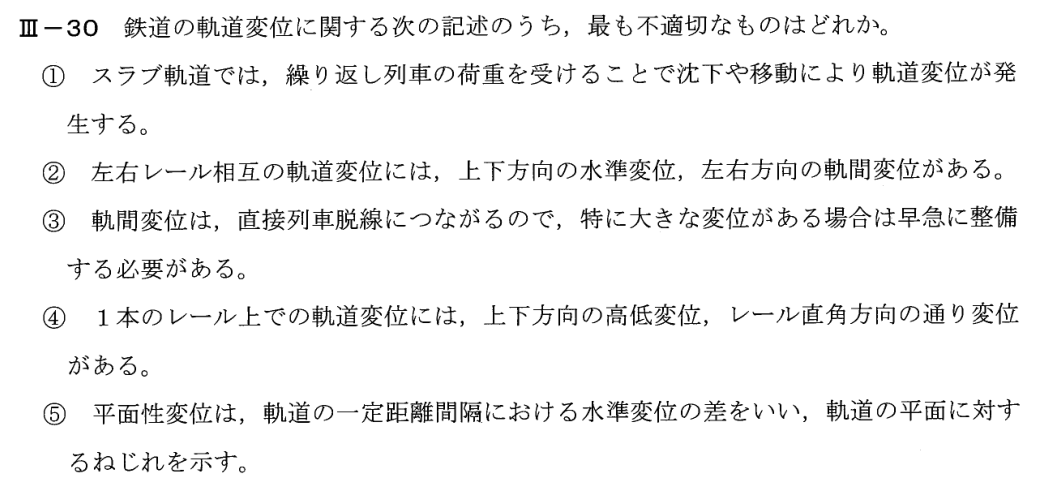 Ⅲ－30　鉄道の軌道変位に関する次の記述のうち，最も不適切なものはどれか。
①　スラブ軌道では，繰り返し列車の荷重を受けることで沈下や移動により軌道変位が発
生する。
②　左右レール相互の軌道変位には，上下方向の水準変位，左右方向の軌間変位がある。
③　軌間変位は，直接列車脱線につながるので，特に大きな変位がある場合は早急に整備
する必要がある。
④　１本のレール上での軌道変位には，上下方向の高低変位，レール直角方向の通り変位
がある。
⑤　平面性変位は，軌道の一定距離間隔における水準変位の差をいい，軌道の平面に対す
るねじれを示す。